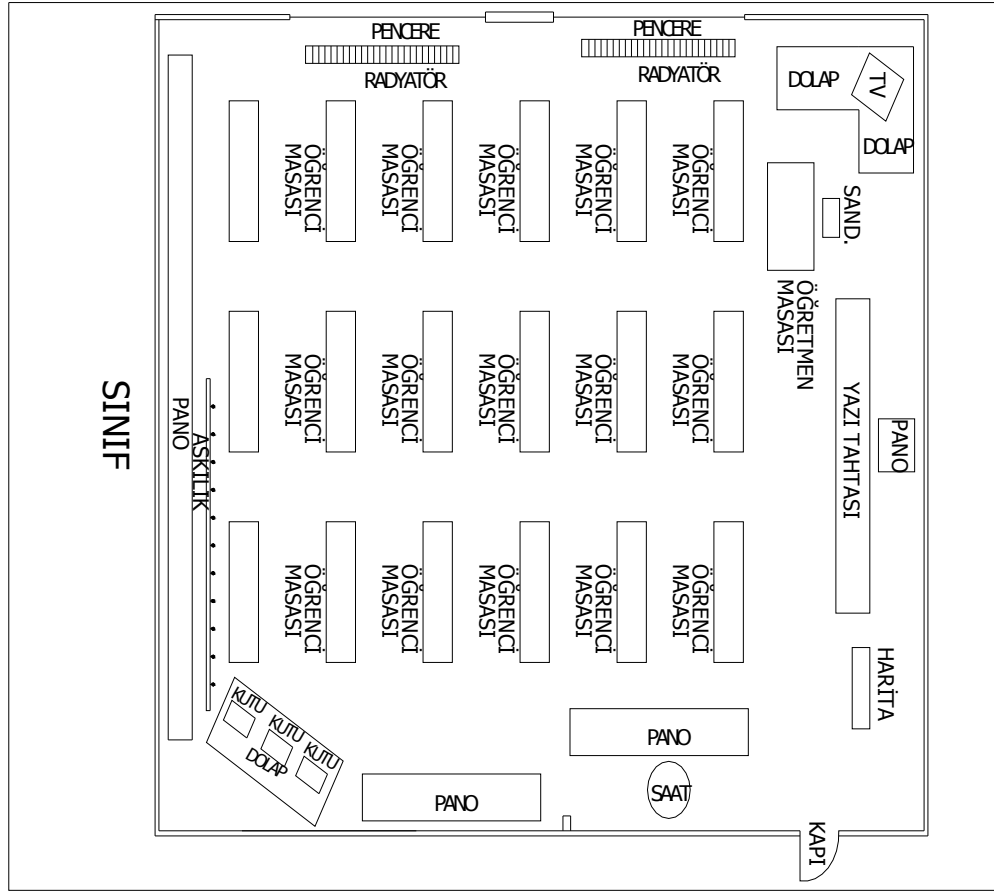 PENCERE
PENCERE
RADYATÖR
RADYATÖR
DOLAP
TV
DOLAP
ÖĞRENCİ
MASASI
ÖĞRENCİ
MASASI
ÖĞRENCİ
MASASI
ÖĞRENCİ
MASASI
ÖĞRENCİ
MASASI
SAND.
ÖĞRETMEN
MASASI
SINIF
PANO
ASKILIK
ÖĞRENCİ
MASASI
ÖĞRENCİ
MASASI
ÖĞRENCİ
MASASI
ÖĞRENCİ
MASASI
ÖĞRENCİ
MASASI
YAZI TAHTASI
PANO
ÖĞRENCİ
MASASI
ÖĞRENCİ
MASASI
ÖĞRENCİ
MASASI
ÖĞRENCİ
MASASI
ÖĞRENCİ
MASASI
HARİTA
KUTU
KUTU
KUTU
DOLAP
PANO
PANO
SAAT
KAPI